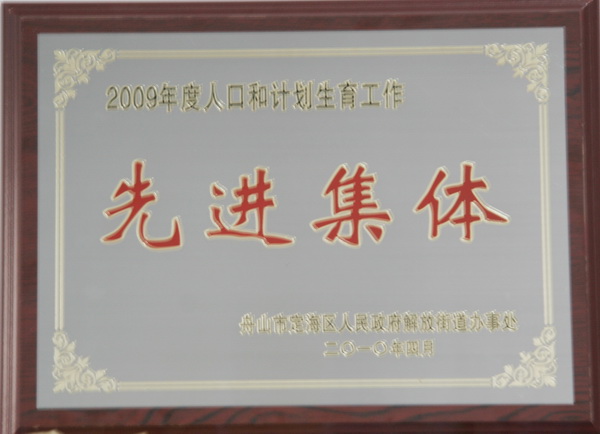 2009年度人口和计划生育工作
先进集体
舟山市定海区人民政府解放街道办事处
二〇一〇年四月